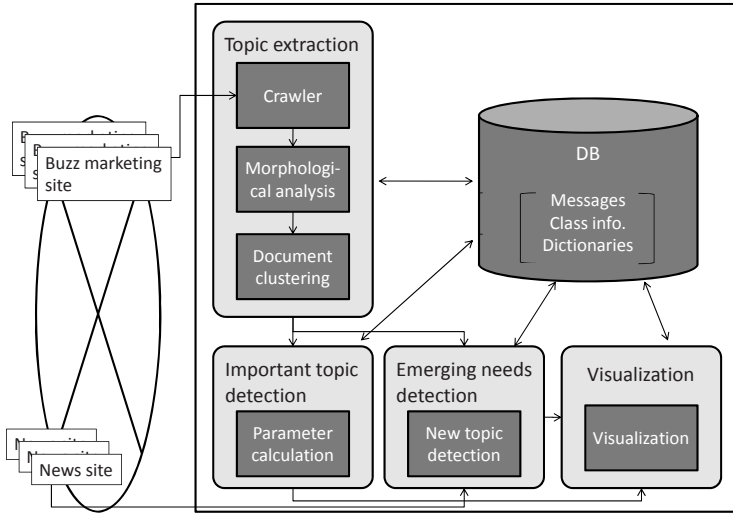 Topic extraction
Crawler
Morphologi-
cal analysis
Document
clustering
DB
Messages
Class info.
Dictionaries
Buzz marketing
site
Important topic
detection
Parameter
calculation
Emerging needs
detection
New topic
detection
Visualization
Visualization
News site